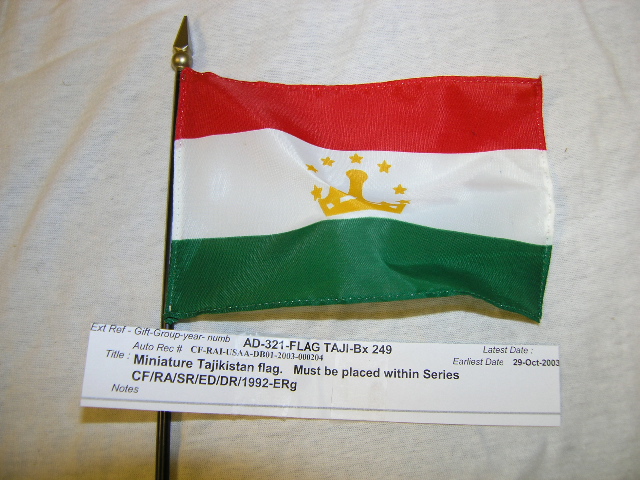 Ext Ref - Gift-Group-year- numb AD-321-FLAG TAJI-Bx 249 Latest Date :
Auto Rec # CF-RAI-USAA-DB01-2003-000204 Earliest Date 29-Oct-2003
Title : Miniature Tajikistan flag. Must be placed within Series
CF/RA/SR/ED/DR/1992-ERg
Notes